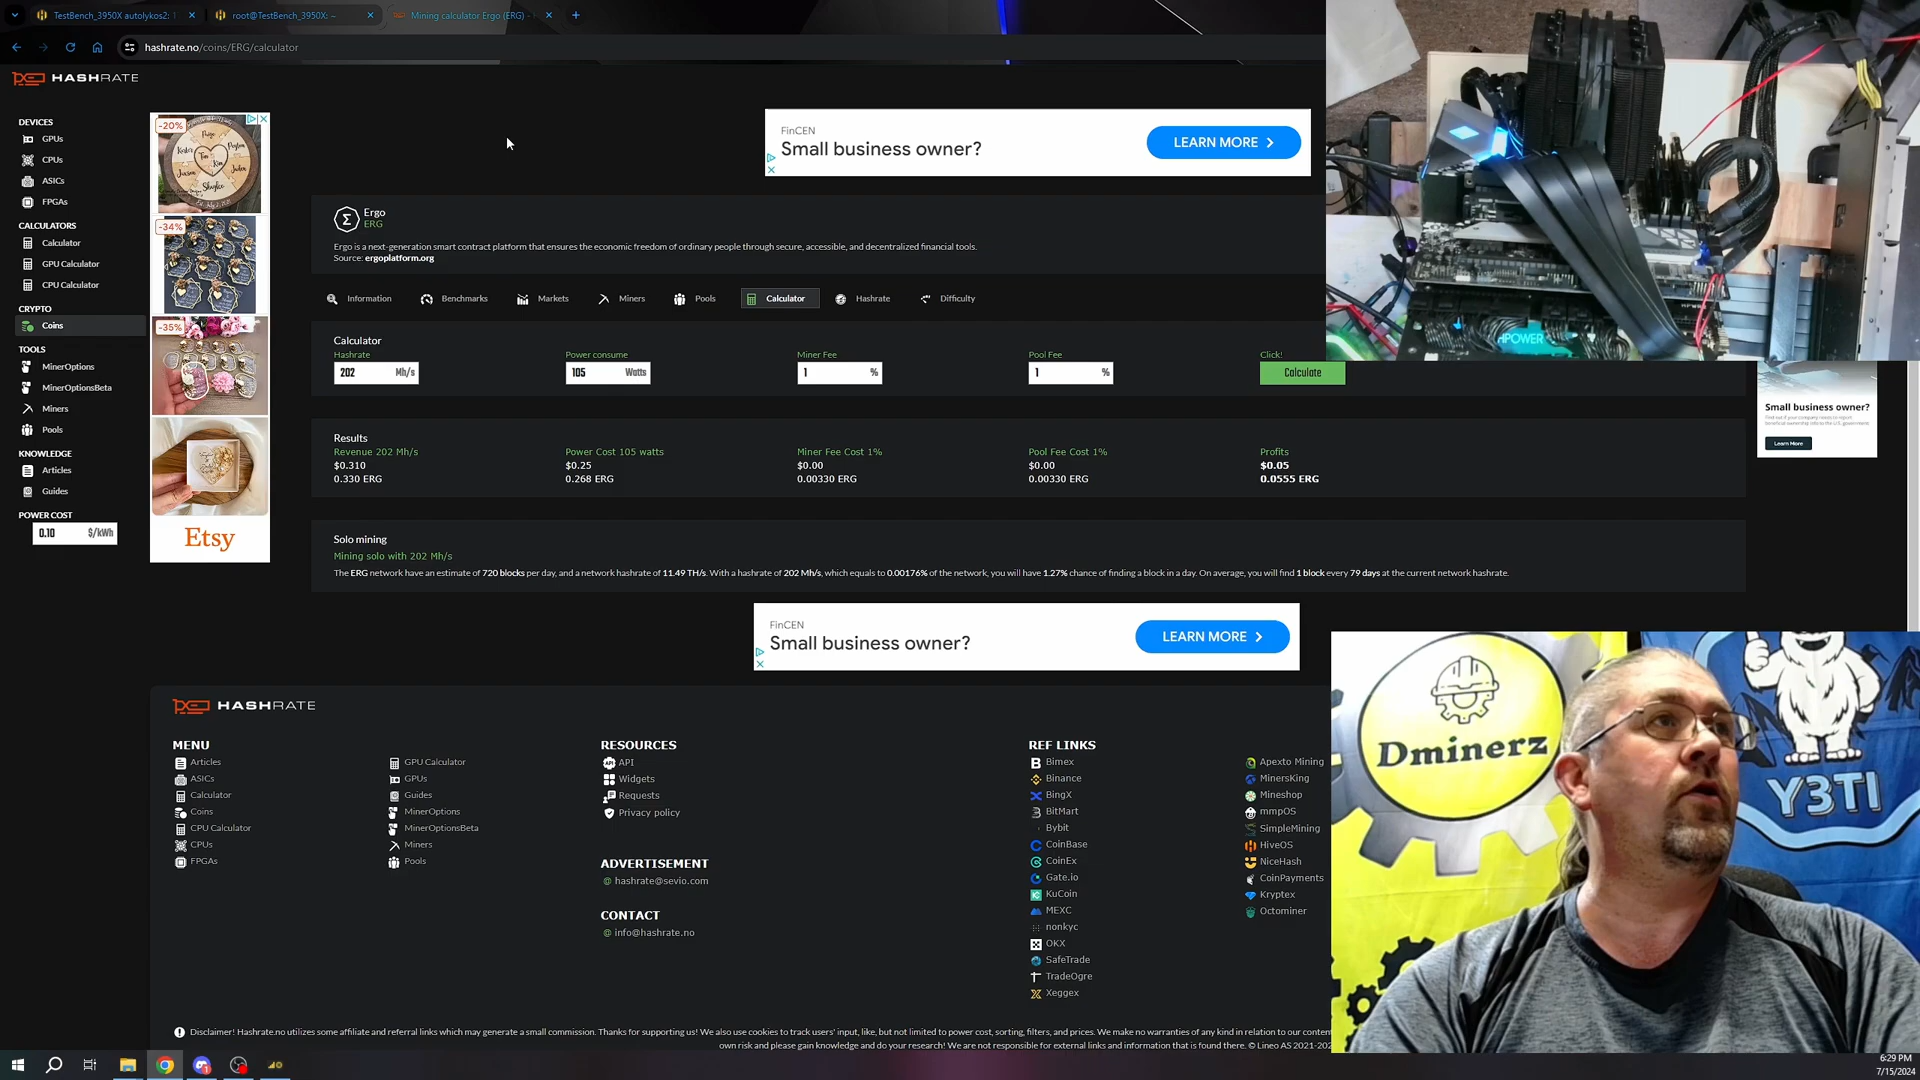 TestBench_3950X autolykos2: 1
root@TestBench_3950X: ~
Mining calculator Ergo (ERG) -
hashrate.no/coins/ERG/calculator
HASHRATE
DEVICES
GPUs
CPUs
ASICs
FPGAs
CALCULATORS
Calculator
GPU Calculator
CPU Calculator
CRYPTO
Coins
TOOLS
MinerOptions
MinerOptionsBeta
Miners
Pools
KNOWLEDGE
Articles
Guides
POWER COST
0.10 $/kWh
-20%
-34%
-35%
Etsy
FinCEN
Small business owner?
LEARN MORE
Ergo
ERG
Ergo is a next-generation smart contract platform that ensures the economic freedom of ordinary people through secure, accessible, and decentralized financial tools.
Source: ergoplatform.org
Information Benchmarks Markets Miners Pools Calculator Hashrate Difficulty
Calculator
Hashrate Power consume Miner Fee Pool Fee Click!
202 Mh/s 105 Watts 1 % 1 % Calculate
Results
Revenue 202 Mh/s Power Cost 105 watts Miner Fee Cost 1% Pool Fee Cost 1% Profits
$0.310 $0.25 $0.00 $0.00 $0.05
0.330 ERG 0.268 ERG 0.00330 ERG 0.00330 ERG 0.0555 ERG
Solo mining
Mining solo with 202 Mh/s
The ERG network have an estimate of 720 blocks per day, and a network hashrate of 11.49 TH/s. With a hashrate of 202 Mh/s, which equals to 0.00176% of the network, you will have 1.27% chance of finding a block in a day. On average, you will find 1 block every 79 days at the current network hashrate.
HPOWER
Small business owner?
Learn More
FinCEN
Small business owner?
LEARN MORE
HASHRATE
MENU
Articles
ASICs
Calculator
Coins
CPU Calculator
CPUs
FPGAs
GPU Calculator
GPUs
Guides
MinerOptions
MinerOptionsBeta
Miners
Pools
RESOURCES
API
Widgets
Requests
Privacy policy
ADVERTISEMENT
@ hashrate@sevio.com
CONTACT
@ info@hashrate.no
REF LINKS
Bimex
Binance
BingX
BitMart
Bybit
CoinBase
CoinEx
Gate.io
KuCoin
MEXC
nonkyc
OKX
SafeTrade
TradeOgre
Xeggex
Apexto Mining
MinersKing
Mineshop
mmpOS
SimpleMining
HiveOS
NiceHash
CoinPayments
Kryptex
Octominer
Disclaimer! Hashrate.no utilizes some affiliate and referral links which may generate a small commission. Thanks for supporting us! We also use cookies to track users' input, like, but not limited to power cost, sorting, filters, and prices. We make no warranties of any kind in relation to our content
own risk and please gain knowledge and do your research! We are not responsible for external links and information that is found there. © Lineo AS 2021-202
Dminerz
Y3TI
6:29 PM
7/15/2024